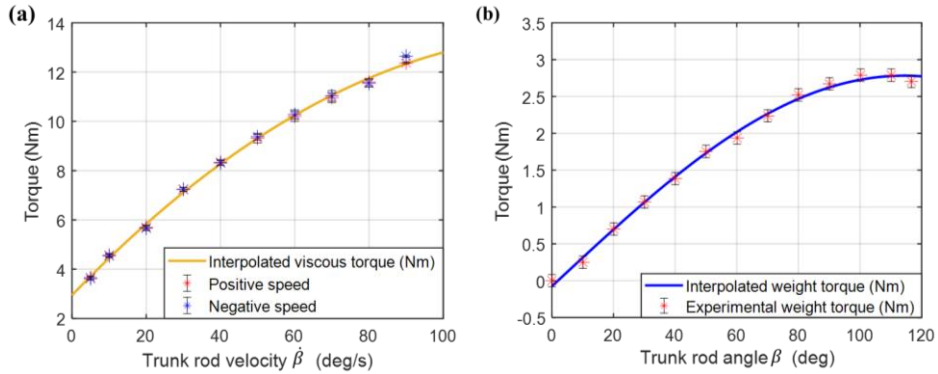 (a)
14
12
10
8
6
4
2
Torque (Nm)
0 20 40 60 80 100
Trunk rod velocity β̇ (deg/s)
Interpolated viscous torque (Nm)
Positive speed
Negative speed
(b)
3.5
3
2.5
2
1.5
1
0.5
0
-0.5
Torque (Nm)
0 20 40 60 80 100 120
Trunk rod angle β (deg)
Interpolated weight torque (Nm)
Experimental weight torque (Nm)